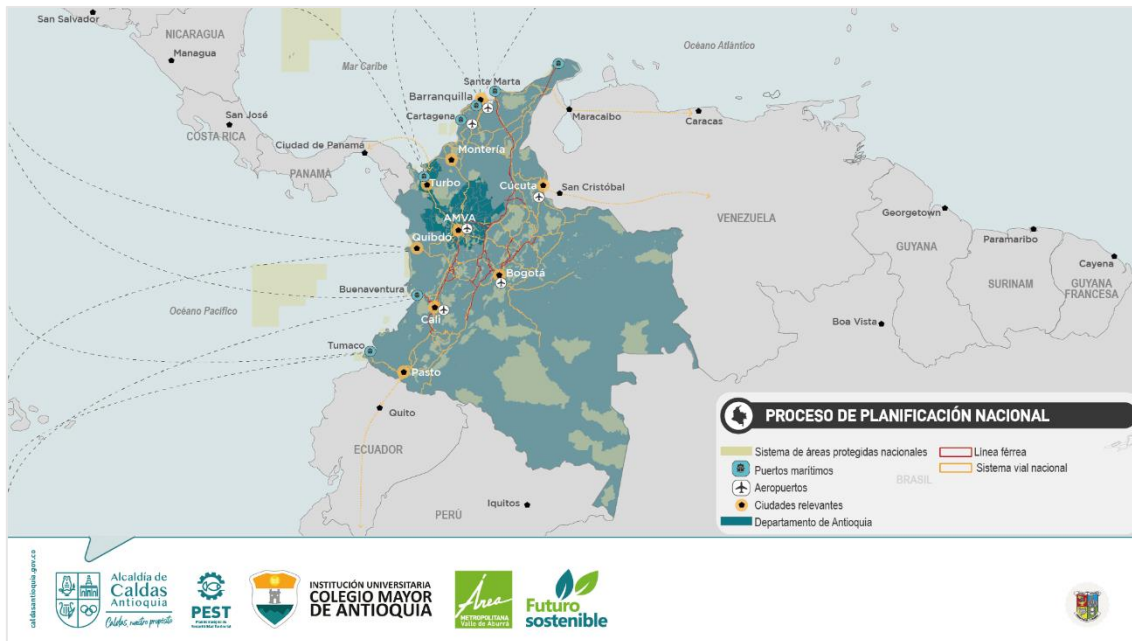 San Salvador
NICARAGUA
Managua
Mar Caribe
Océano Atlántico
Santa Marta
Barranquilla
Cartagena
Maracaibo
Caracas
San José
COSTA RICA
Ciudad de Panamá
PANAMÁ
Montería
Turbo
Cúcuta
San Cristóbal
VENEZUELA
Georgetown
GUYANA
Paramaribo
SURINAM
Cayena
GUYANA
FRANCESA
AMVA
Quibdo
Bogotá
Buenaventura
Océano Pacífico
Cali
Boa Vista
Tumaco
Pasto
Quito
ECUADOR
Iquitos
PERÚ
BRASIL
PROCESO DE PLANIFICACIÓN NACIONAL
Sistema de áreas protegidas nacionales
Puertos marítimos
Aeropuertos
Ciudades relevantes
Departamento de Antioquia
Línea férrea
Sistema vial nacional
caldasantioquia.gov.co
Alcaldía de
Caldas
Antioquia
Caldas, nuestro propósito
PEST
INSTITUCIÓN UNIVERSITARIA
COLEGIO MAYOR
DE ANTIOQUIA
Área
METROPOLITANA
Valle de Aburrá
Futuro
sostenible